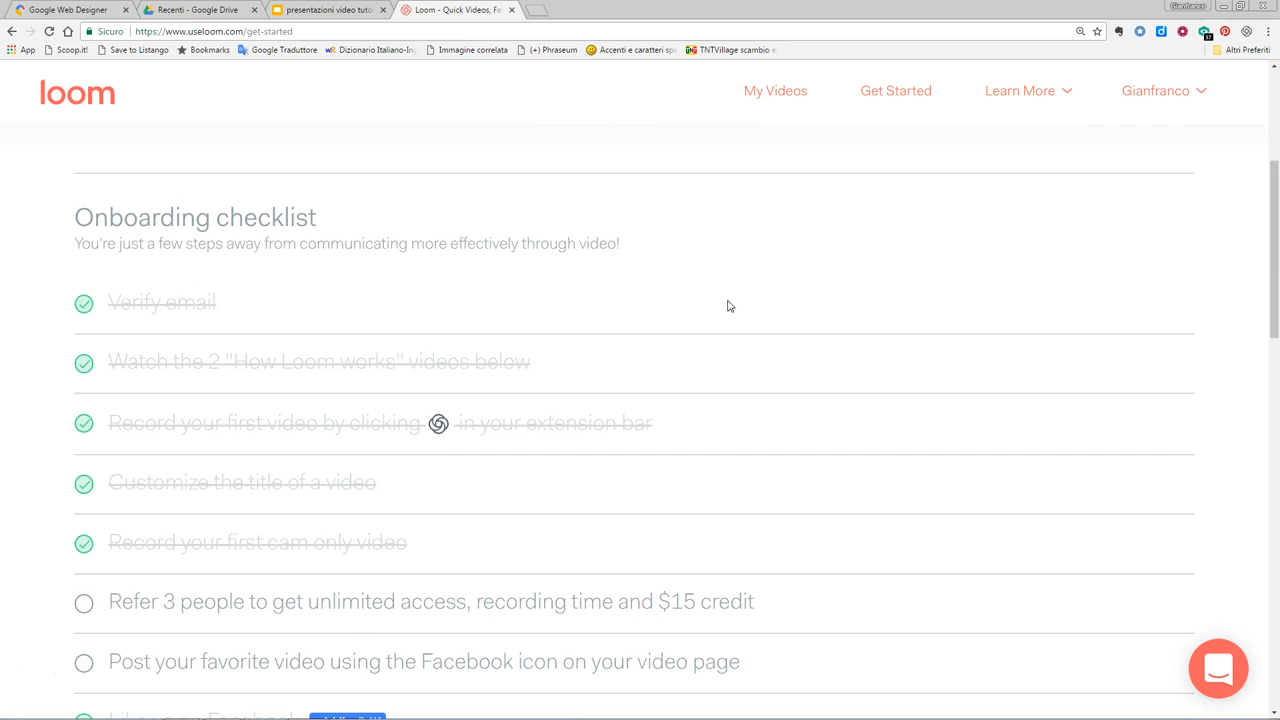 Gianfranco
Google Web Designer
Recenti - Google Drive
presentazioni video tuto
Loom - Quick Videos, Fa
Sicuro
https://www.useloom.com/get-started
App
Scoop.it!
Save to Listango
Bookmarks
Google Traduttore
Dizionario Italiano-Ing
Immagine correlata
(+) Phraseum
Accenti e caratteri spe
TNTVillage scambio e
Altri Preferiti
loom
My Videos
Get Started
Learn More
Gianfranco
Onboarding checklist
You're just a few steps away from communicating more effectively through video!
Verify email
Watch the 2 "How Loom works" videos below
Record your first video by clicking in your extension bar
Customize the title of a video
Record your first cam only video
Refer 3 people to get unlimited access, recording time and $15 credit
Post your favorite video using the Facebook icon on your video page